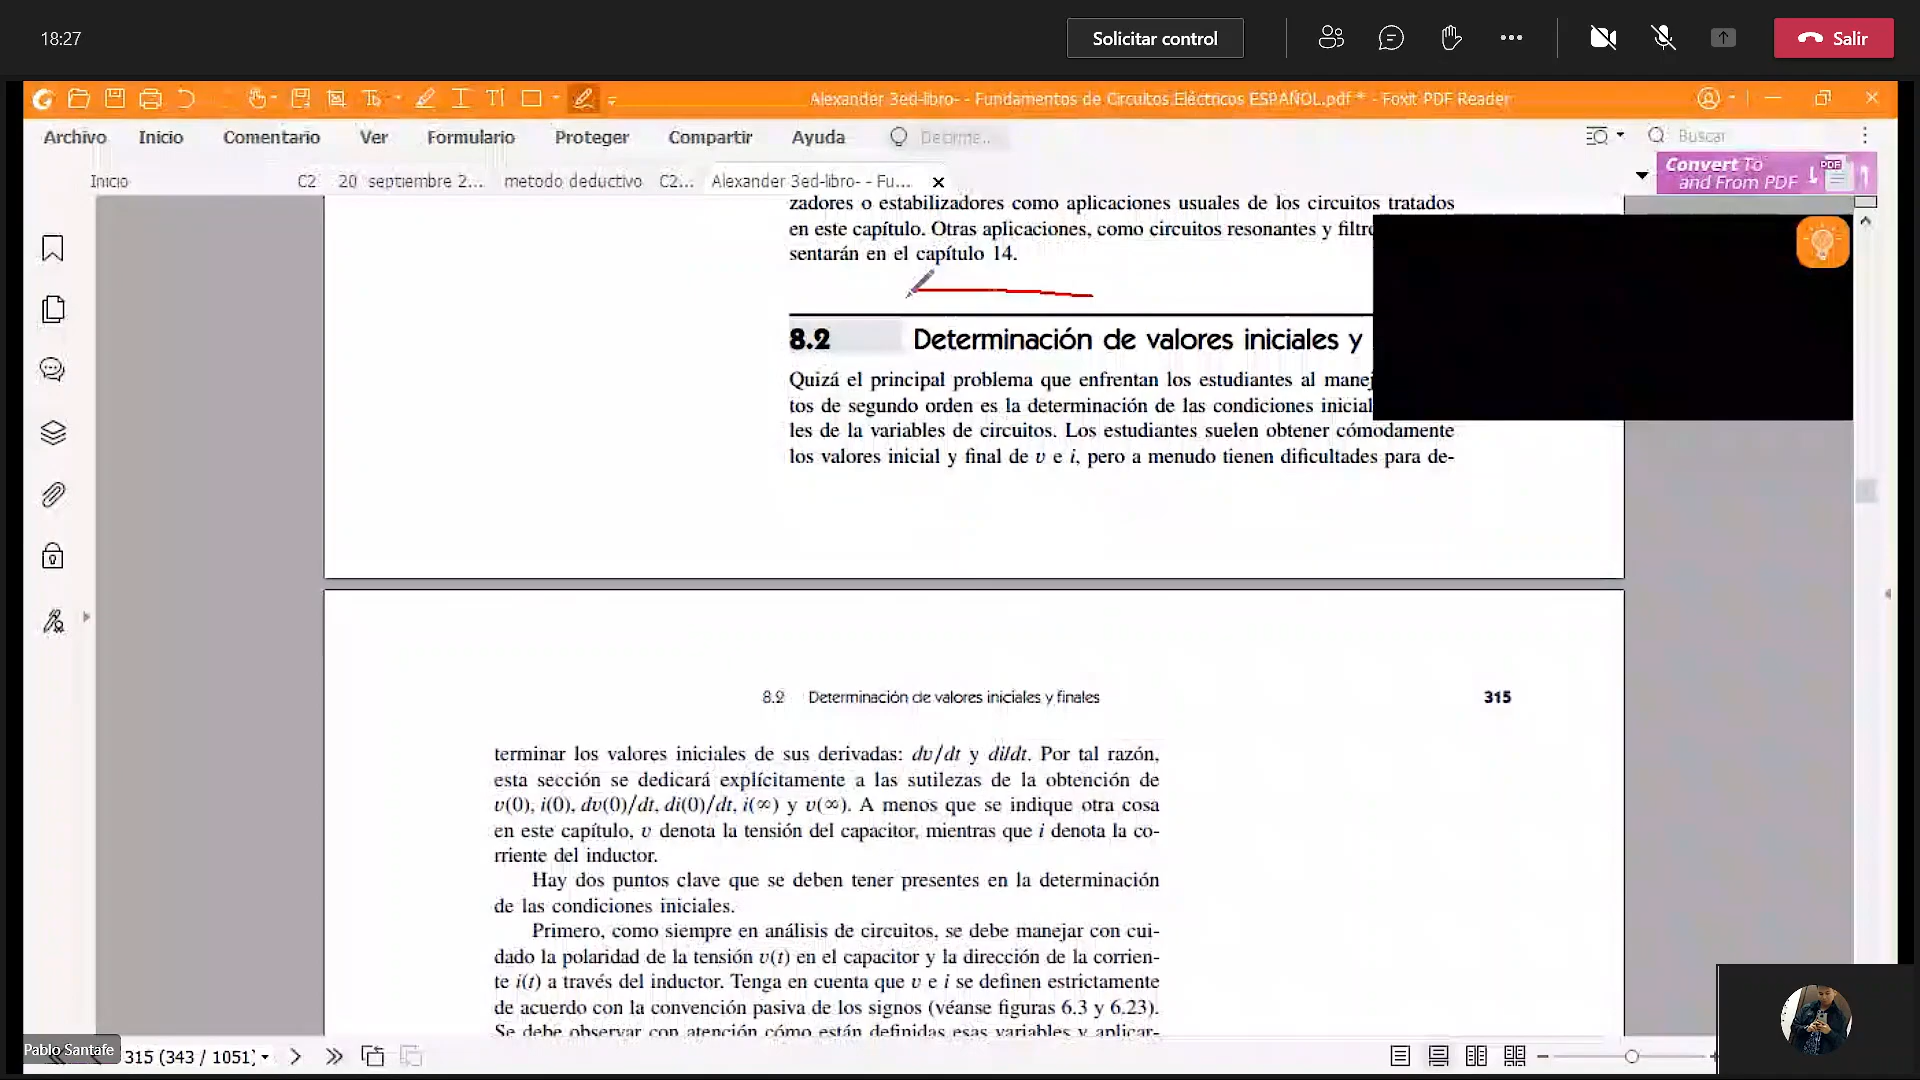 18:27
Solicitar control
Salir
Alexander 3ed-libro- - Fundamentos de Circuitos Eléctricos ESPAÑOL.pdf * - Foxit PDF Reader
Archivo Inicio Comentario Ver Formulario Proteger Compartir Ayuda Decirme... Buscar
Inicio C2 20 septiembre 2... metodo deductivo C2... Alexander 3ed-libro- - Fu...
Convert To
and From PDF
PDF
zadores o estabilizadores como aplicaciones usuales de los circuitos tratados
en este capítulo. Otras aplicaciones, como circuitos resonantes y filtro
sentarán en el capítulo 14.
8.2 Determinación de valores iniciales y
Quizá el principal problema que enfrentan los estudiantes al manej
tos de segundo orden es la determinación de las condiciones inicial
les de la variables de circuitos. Los estudiantes suelen obtener cómodamente
los valores inicial y final de v e i, pero a menudo tienen dificultades para de-
8.2 Determinación de valores iniciales y finales 315
terminar los valores iniciales de sus derivadas: dv/dt y di/dt. Por tal razón,
esta sección se dedicará explícitamente a las sutilezas de la obtención de
v(0), i(0), dv(0)/dt, di(0)/dt, i(∞) y v(∞). A menos que se indique otra cosa
en este capítulo, v denota la tensión del capacitor, mientras que i denota la co-
rriente del inductor.
Hay dos puntos clave que se deben tener presentes en la determinación
de las condiciones iniciales.
Primero, como siempre en análisis de circuitos, se debe manejar con cui-
dado la polaridad de la tensión v(t) en el capacitor y la dirección de la corrien-
te i(t) a través del inductor. Tenga en cuenta que v e i se definen estrictamente
de acuerdo con la convención pasiva de los signos (véanse figuras 6.3 y 6.23).
Se debe observar con atención cómo están definidas esas variables y aplicar-
Pablo Santafe
315 (343 / 1051)